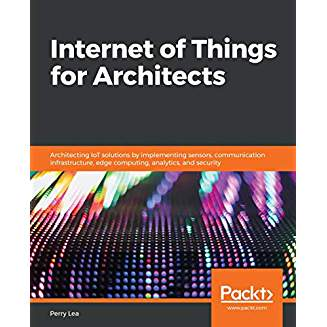 Internet of Things
for Architects
Architecting IoT solutions by implementing sensors, communication
infrastructure, edge computing, analytics, and security
Packt>
www.packt.com
Perry Lea